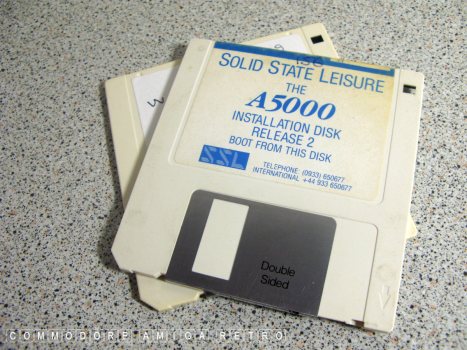 SOLID STATE LEISURE
THE
A5000
INSTALLATION DISK
RELEASE 2
BOOT FROM THIS DISK
SSL
TELEPHONE (0933) 650677
INTERNATIONAL +44 933 650677
Double
Sided
COMMODORE AMIGA RETRO